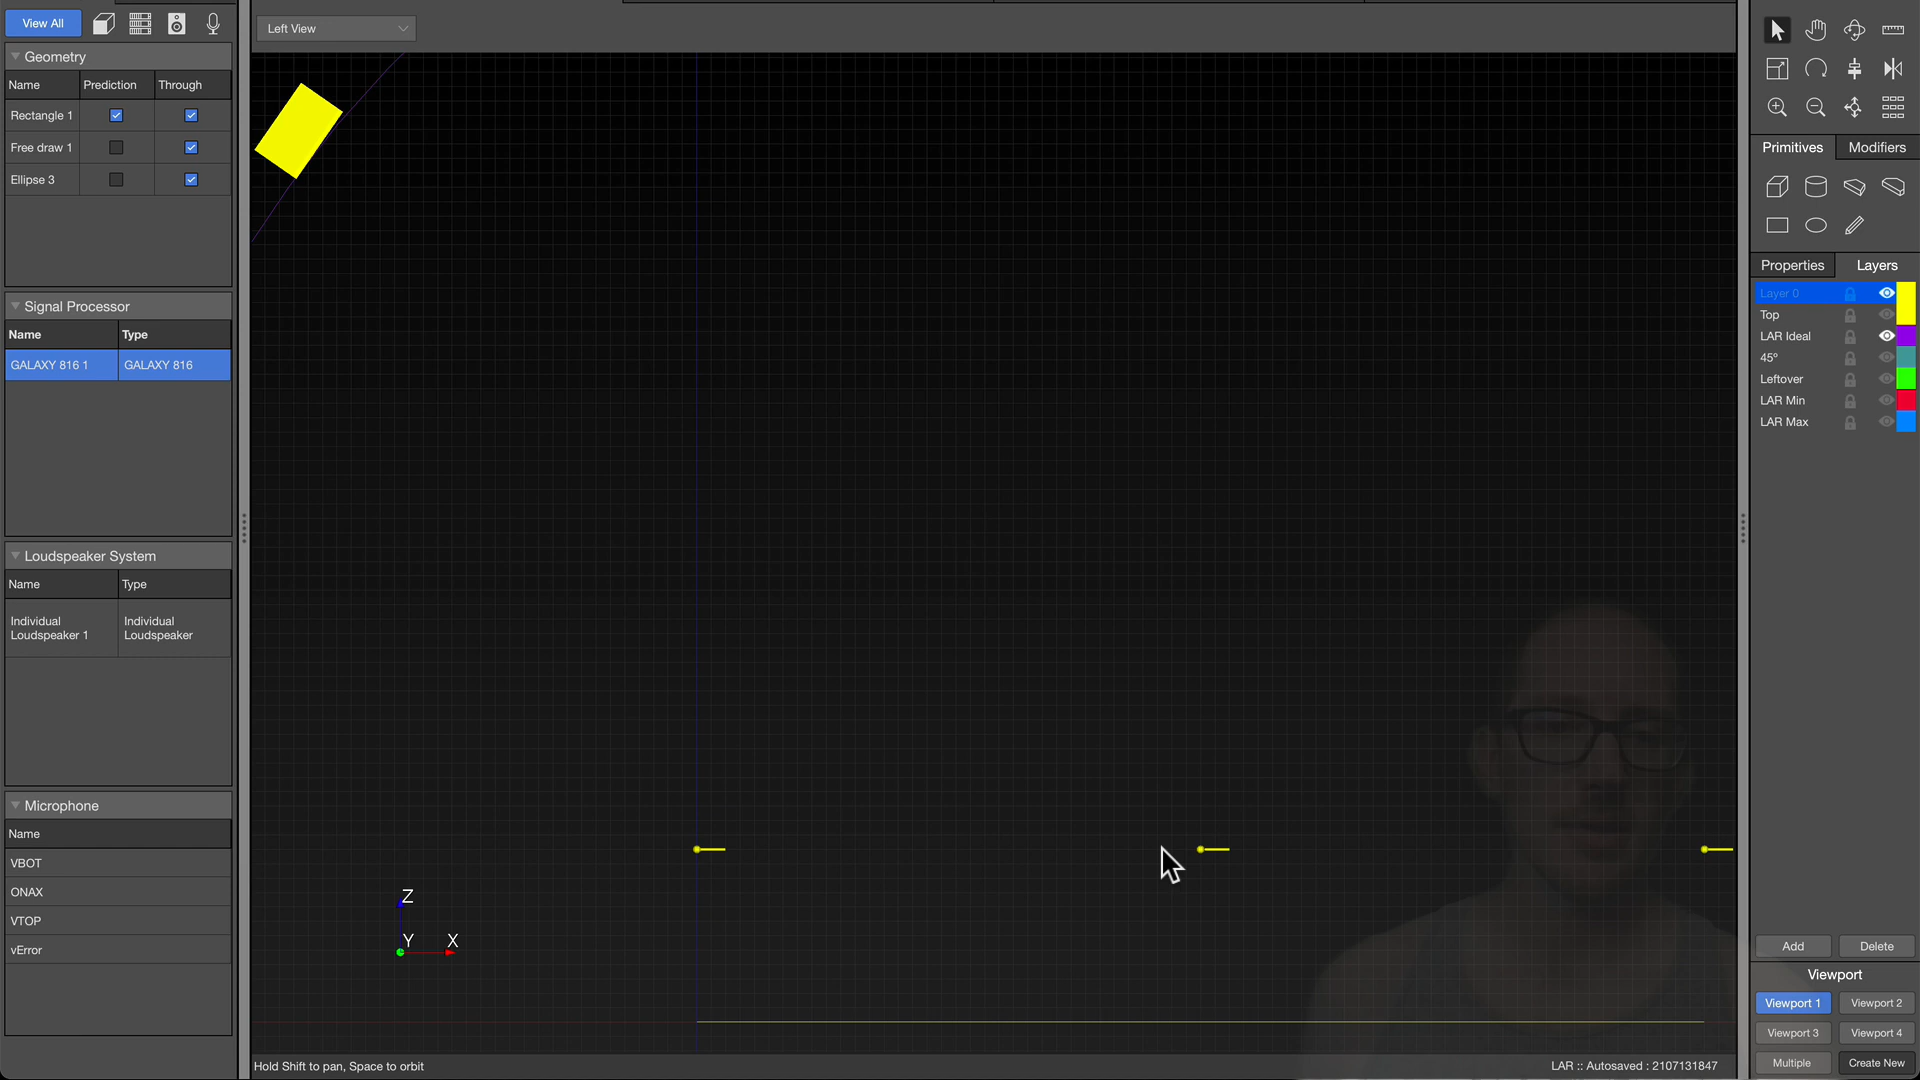 View All
Geometry
Name Prediction Through
Rectangle 1
Free draw 1
Ellipse 3
Signal Processor
Name Type
GALAXY 816 1 GALAXY 816
Loudspeaker System
Name Type
Individual Loudspeaker 1 Individual Loudspeaker
Microphone
Name
VBOT
ONAX
VTOP
vError
Left View
Z
Y X
Hold Shift to pan, Space to orbit
LAR :: Autosaved : 2107131847
Primitives Modifiers
Properties Layers
Layer 0
Top
LAR Ideal
45º
Leftover
LAR Min
LAR Max
Add Delete
Viewport
Viewport 1 Viewport 2
Viewport 3 Viewport 4
Multiple Create New